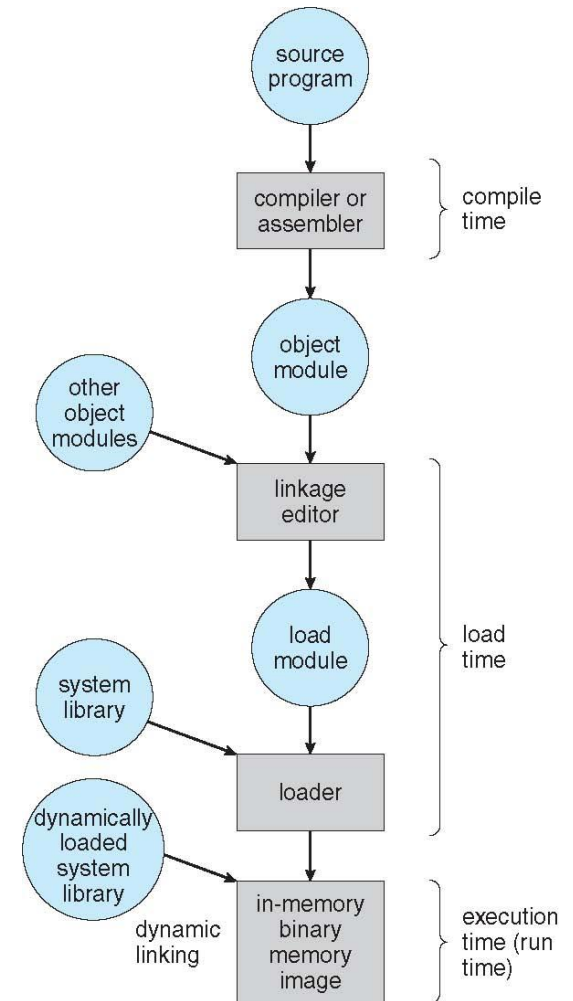 source
program
compiler or
assembler
compile
time
object
module
other
object
modules
linkage
editor
load
module
load
time
system
library
loader
dynamically
loaded
system
library
dynamic
linking
in-memory
binary
memory
image
execution
time (run
time)